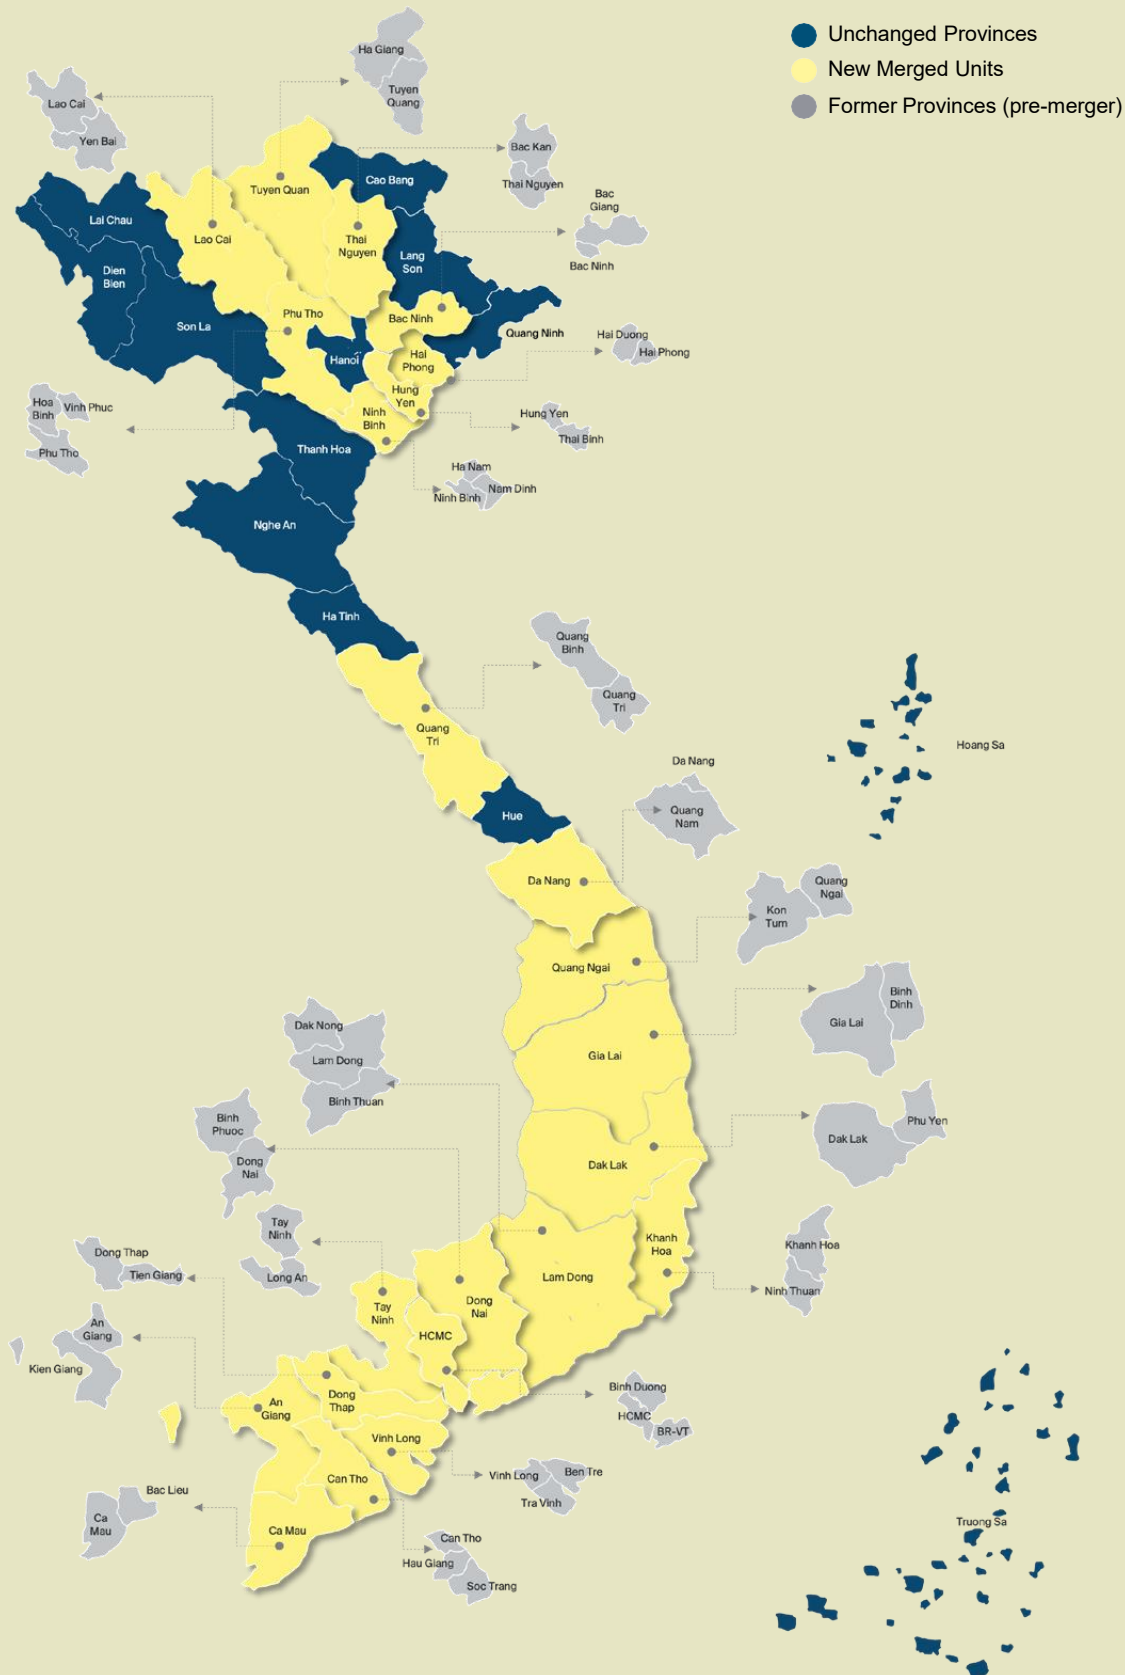 Unchanged Provinces
New Merged Units
Former Provinces (pre-merger)
Ha Giang
Tuyen
Quang
Lao Cai
Yen Bai
Bac Kan
Thai Nguyen
Bac
Giang
Bac Ninh
Tuyen Quan
Cao Bang
Lai Chau
Lao Cai
Thai
Nguyen
Lang
Son
Dien
Bien
Son La
Phu Tho
Bac Ninh
Quang Ninh
Hanoi
Hai
Phong
Hai Duong
Hai Phong
Hung
Yen
Ninh
Binh
Hoa
Binh
Vinh Phuc
Phu Tho
Hung Yen
Thai Binh
Thanh Hoa
Ha Nam
Ninh Binh
Nam Dinh
Nghe An
Ha Tinh
Quang
Binh
Quang
Tri
Quang
Tri
Hoang Sa
Da Nang
Quang
Nam
Hue
Da Nang
Quang
Ngai
Kon
Tum
Quang Ngai
Binh
Dinh
Gia Lai
Dak Nong
Lam Dong
Binh Thuan
Gia Lai
Binh
Phuoc
Dong
Nai
Phu Yen
Dak Lak
Dak Lak
Tay
Ninh
Long An
Khanh
Hoa
Khanh Hoa
Ninh Thuan
Dong Thap
Tien Giang
Lam Dong
Tay
Ninh
Dong
Nai
HCMC
An
Giang
Kien Giang
Dong
Thap
An
Giang
Binh Duong
HCMC
BR-VT
Vinh Long
Can Tho
Vinh Long
Ben Tre
Tra Vinh
Bac Lieu
Ca
Mau
Ca Mau
Can Tho
Hau Giang
Soc Trang
Truong Sa